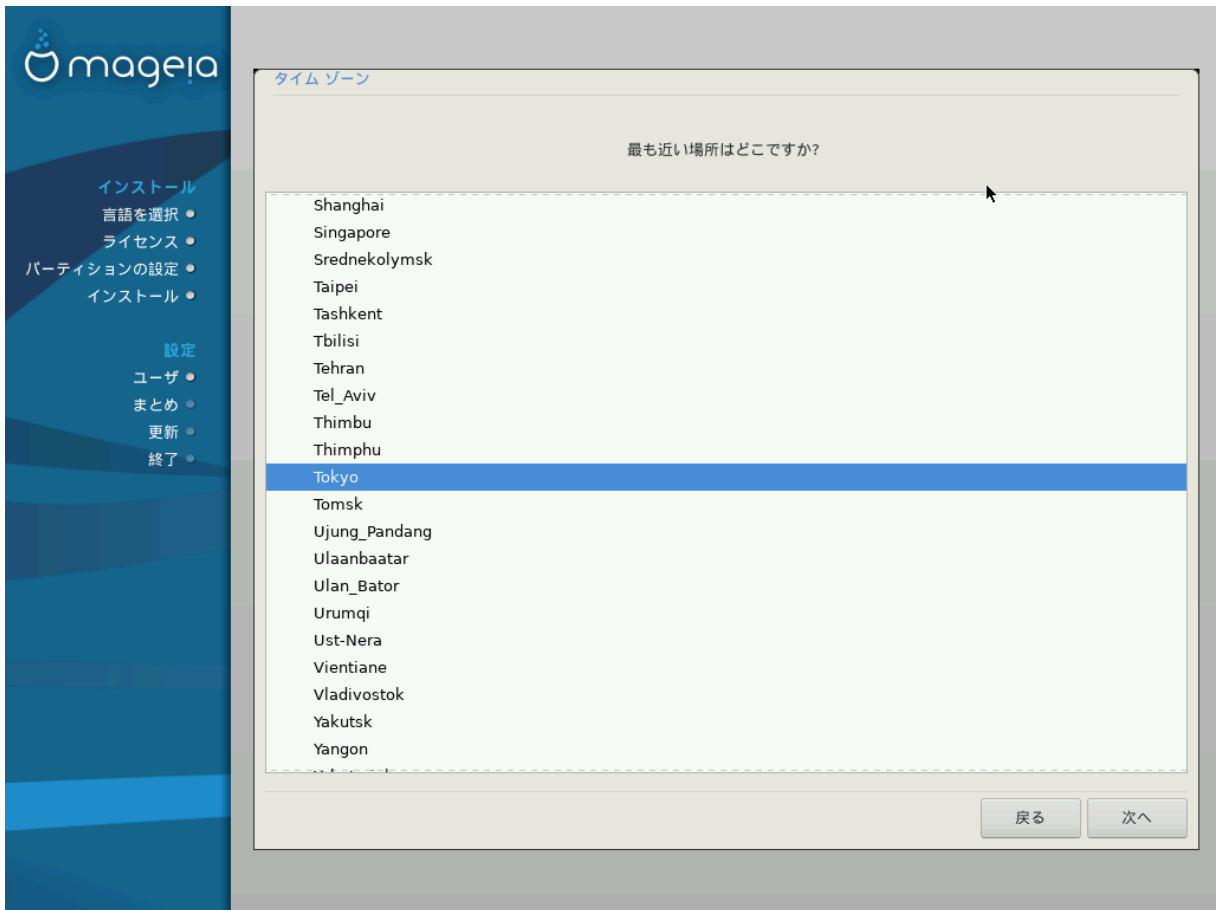 mageia
インストール
言語を選択
ライセンス
パーティションの設定
インストール
設定
ユーザ
まとめ
更新
終了
タイム ゾーン
最も近い場所はどこですか?
Shanghai
Singapore
Srednekolymsk
Taipei
Tashkent
Tbilisi
Tehran
Tel_Aviv
Thimbu
Thimphu
Tokyo
Tomsk
Ujung_Pandang
Ulaanbaatar
Ulan_Bator
Urumqi
Ust-Nera
Vientiane
Vladivostok
Yakutsk
Yangon
戻る
次へ